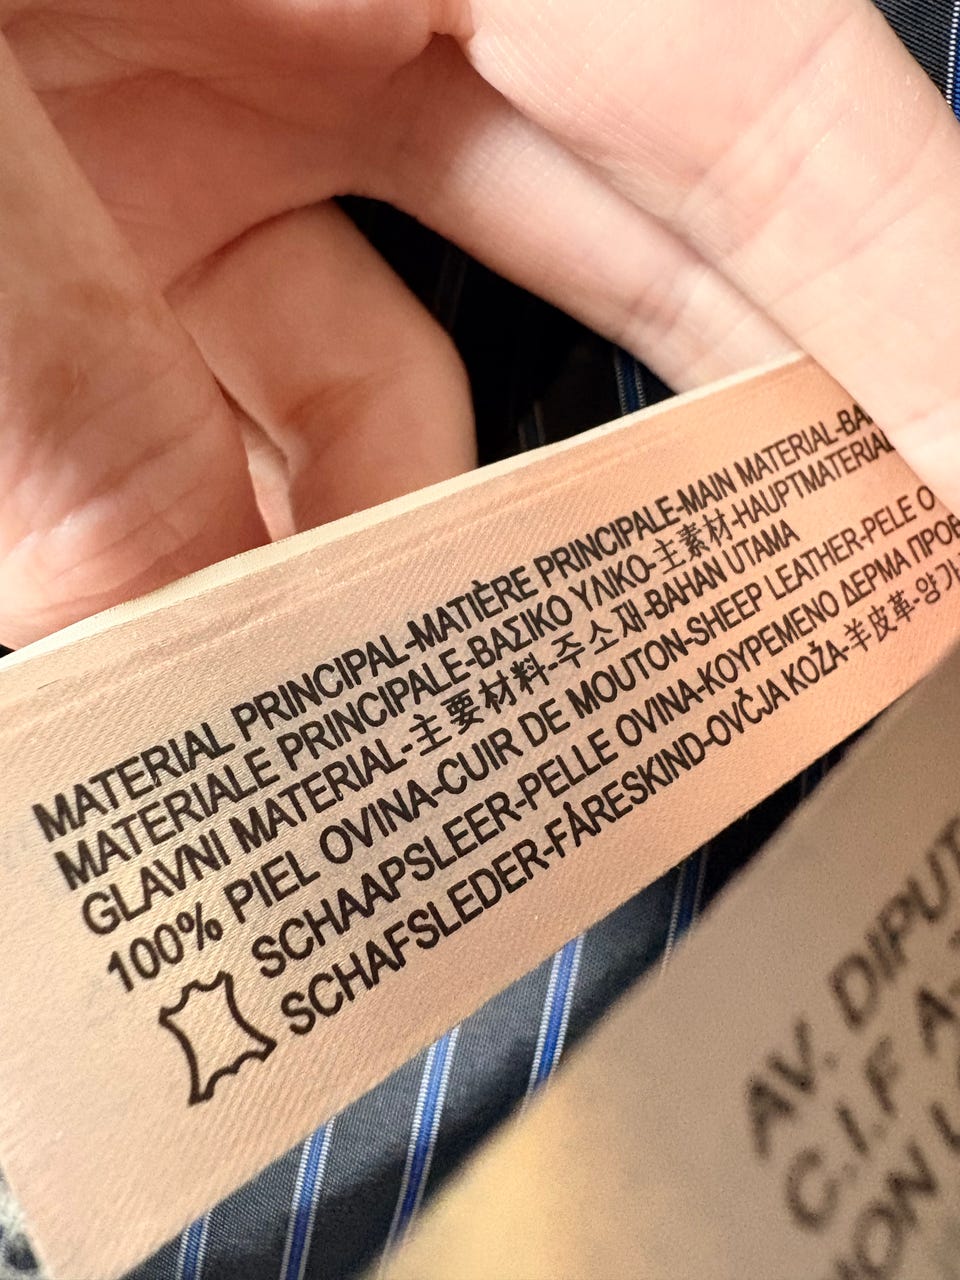 MATERIAL PRINCIPAL-MATIÈRE PRINCIPALE-MAIN MATERIAL-
MATERIALE PRINCIPALE-ΒΑΣΙΚΟ ΥΛΙΚΟ-主素材-HAUPTMATERIAL
GLAVNI MATERIAL-主要材料-주소재-BAHAN UTAMA
100% PIEL OVINA-CUIR DE MOUTON-SHEEP LEATHER-PELE
SCHAAPSLEER-PELLE OVINA-ΚΟΥΡΕΜΕΝΟ ΔΕΡΜΑ
SCHAFSLEDER-FÅRESKIND-OVČJA KOŽA-羊皮革-
AV.
C.I.F